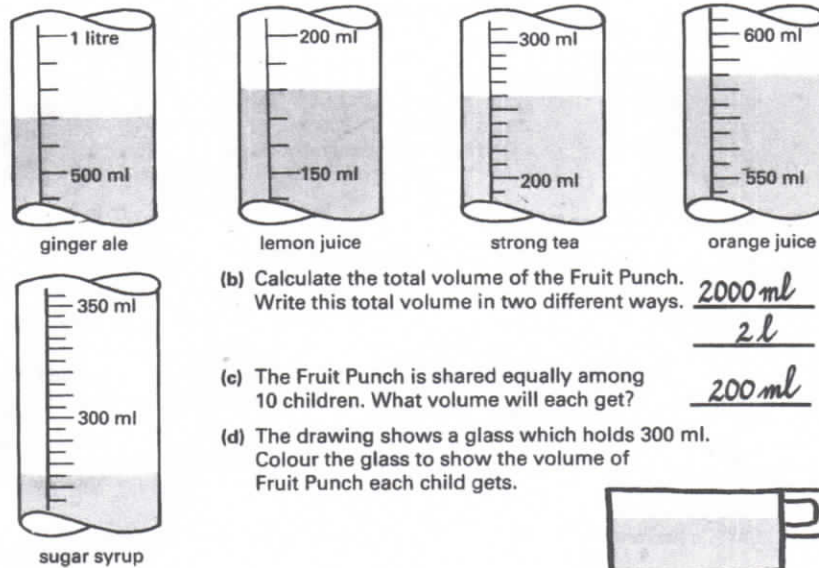 1 litre
500 ml
ginger ale
200 ml
150 ml
lemon juice
300 ml
200 ml
strong tea
600 ml
550 ml
orange juice
350 ml
300 ml
sugar syrup
(b) Calculate the total volume of the Fruit Punch.
Write this total volume in two different ways. 2000 ml
2 l
(c) The Fruit Punch is shared equally among
10 children. What volume will each get? 200 ml
(d) The drawing shows a glass which holds 300 ml.
Colour the glass to show the volume of
Fruit Punch each child gets.